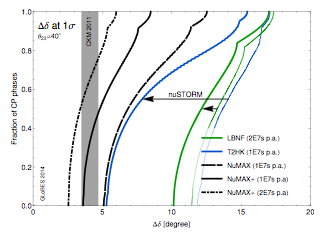 Δδ at 1σ
θ23=40°
CKM 2011
nuSTORM
LBNF (2E7s p.a.)
T2HK (1E7s p.a.)
NuMAX (1E7s p.a.)
NuMAX+ (1E7s p.a)
NuMAX+ (2E7s p.a)
GLoBES 2014
Fraction of CP phases
1.0
0.8
0.6
0.4
0.2
0.0
0
5
10
15
20
Δδ [degree]